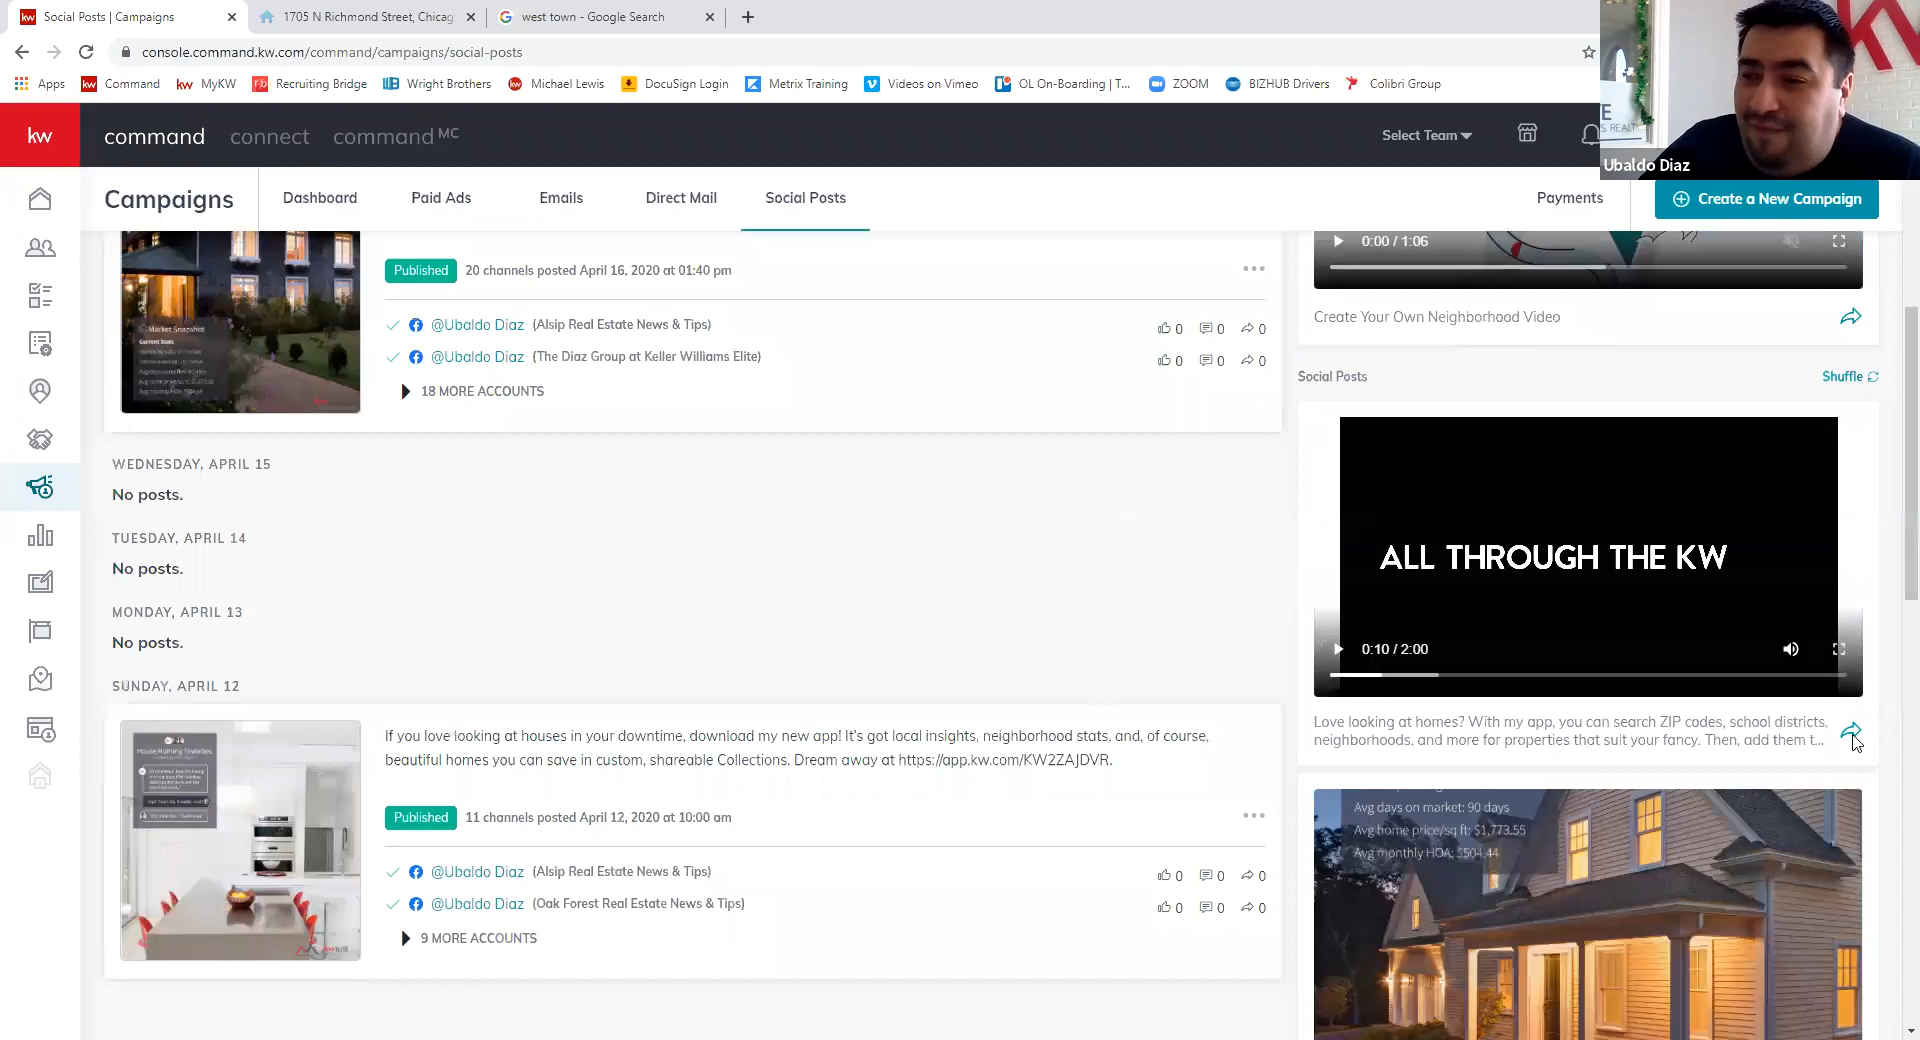 kw Social Posts | Campaigns
1705 N Richmond Street, Chicag
west town - Google Search
console.command.kw.com/command/campaigns/social-posts
Apps
kw Command
kw MyKW
Recruiting Bridge
Wright Brothers
kw Michael Lewis
DocuSign Login
Metrix Training
Videos on Vimeo
OL On-Boarding | T...
ZOOM
BIZHUB Drivers
Colibri Group
kw
command connect command MC
Select Team
Ubaldo Diaz
Campaigns
Dashboard
Paid Ads
Emails
Direct Mail
Social Posts
Payments
Create a New Campaign
Market Snapshot
Current Stats
Published 20 channels posted April 16, 2020 at 01:40 pm
@Ubaldo Diaz (Alsip Real Estate News & Tips)
0 0 0
@Ubaldo Diaz (The Diaz Group at Keller Williams Elite)
0 0 0
18 MORE ACCOUNTS
WEDNESDAY, APRIL 15
No posts.
TUESDAY, APRIL 14
No posts.
MONDAY, APRIL 13
No posts.
SUNDAY, APRIL 12
House Hunting Favorites
If you love looking at houses in your downtime, download my new app! It's got local insights, neighborhood stats, and, of course,
beautiful homes you can save in custom, shareable Collections. Dream away at https://app.kw.com/KW2ZAJDVR.
Published 11 channels posted April 12, 2020 at 10:00 am
@Ubaldo Diaz (Alsip Real Estate News & Tips)
0 0 0
@Ubaldo Diaz (Oak Forest Real Estate News & Tips)
0 0 0
9 MORE ACCOUNTS
0:00 / 1:06
Create Your Own Neighborhood Video
Social Posts
Shuffle
ALL THROUGH THE KW
0:10 / 2:00
Love looking at homes? With my app, you can search ZIP codes, school districts,
neighborhoods, and more for properties that suit your fancy. Then, add them t...
Avg days on market: 90 days
Avg home price/sq ft: $1,773.55
Avg monthly HOA: $504.44